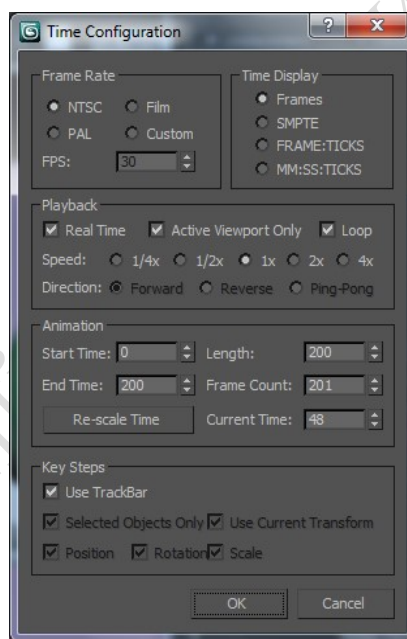 Time Configuration
Frame Rate
NTSC Film
PAL Custom
FPS: 30
Time Display
Frames
SMPTE
FRAME:TICKS
MM:SS:TICKS
Playback
Real Time Active Viewport Only Loop
Speed: 1/4x 1/2x 1x 2x 4x
Direction: Forward Reverse Ping-Pong
Animation
Start Time: 0 Length: 200
End Time: 200 Frame Count: 201
Re-scale Time Current Time: 48
Key Steps
Use TrackBar
Selected Objects Only Use Current Transform
Position Rotation Scale
OK Cancel